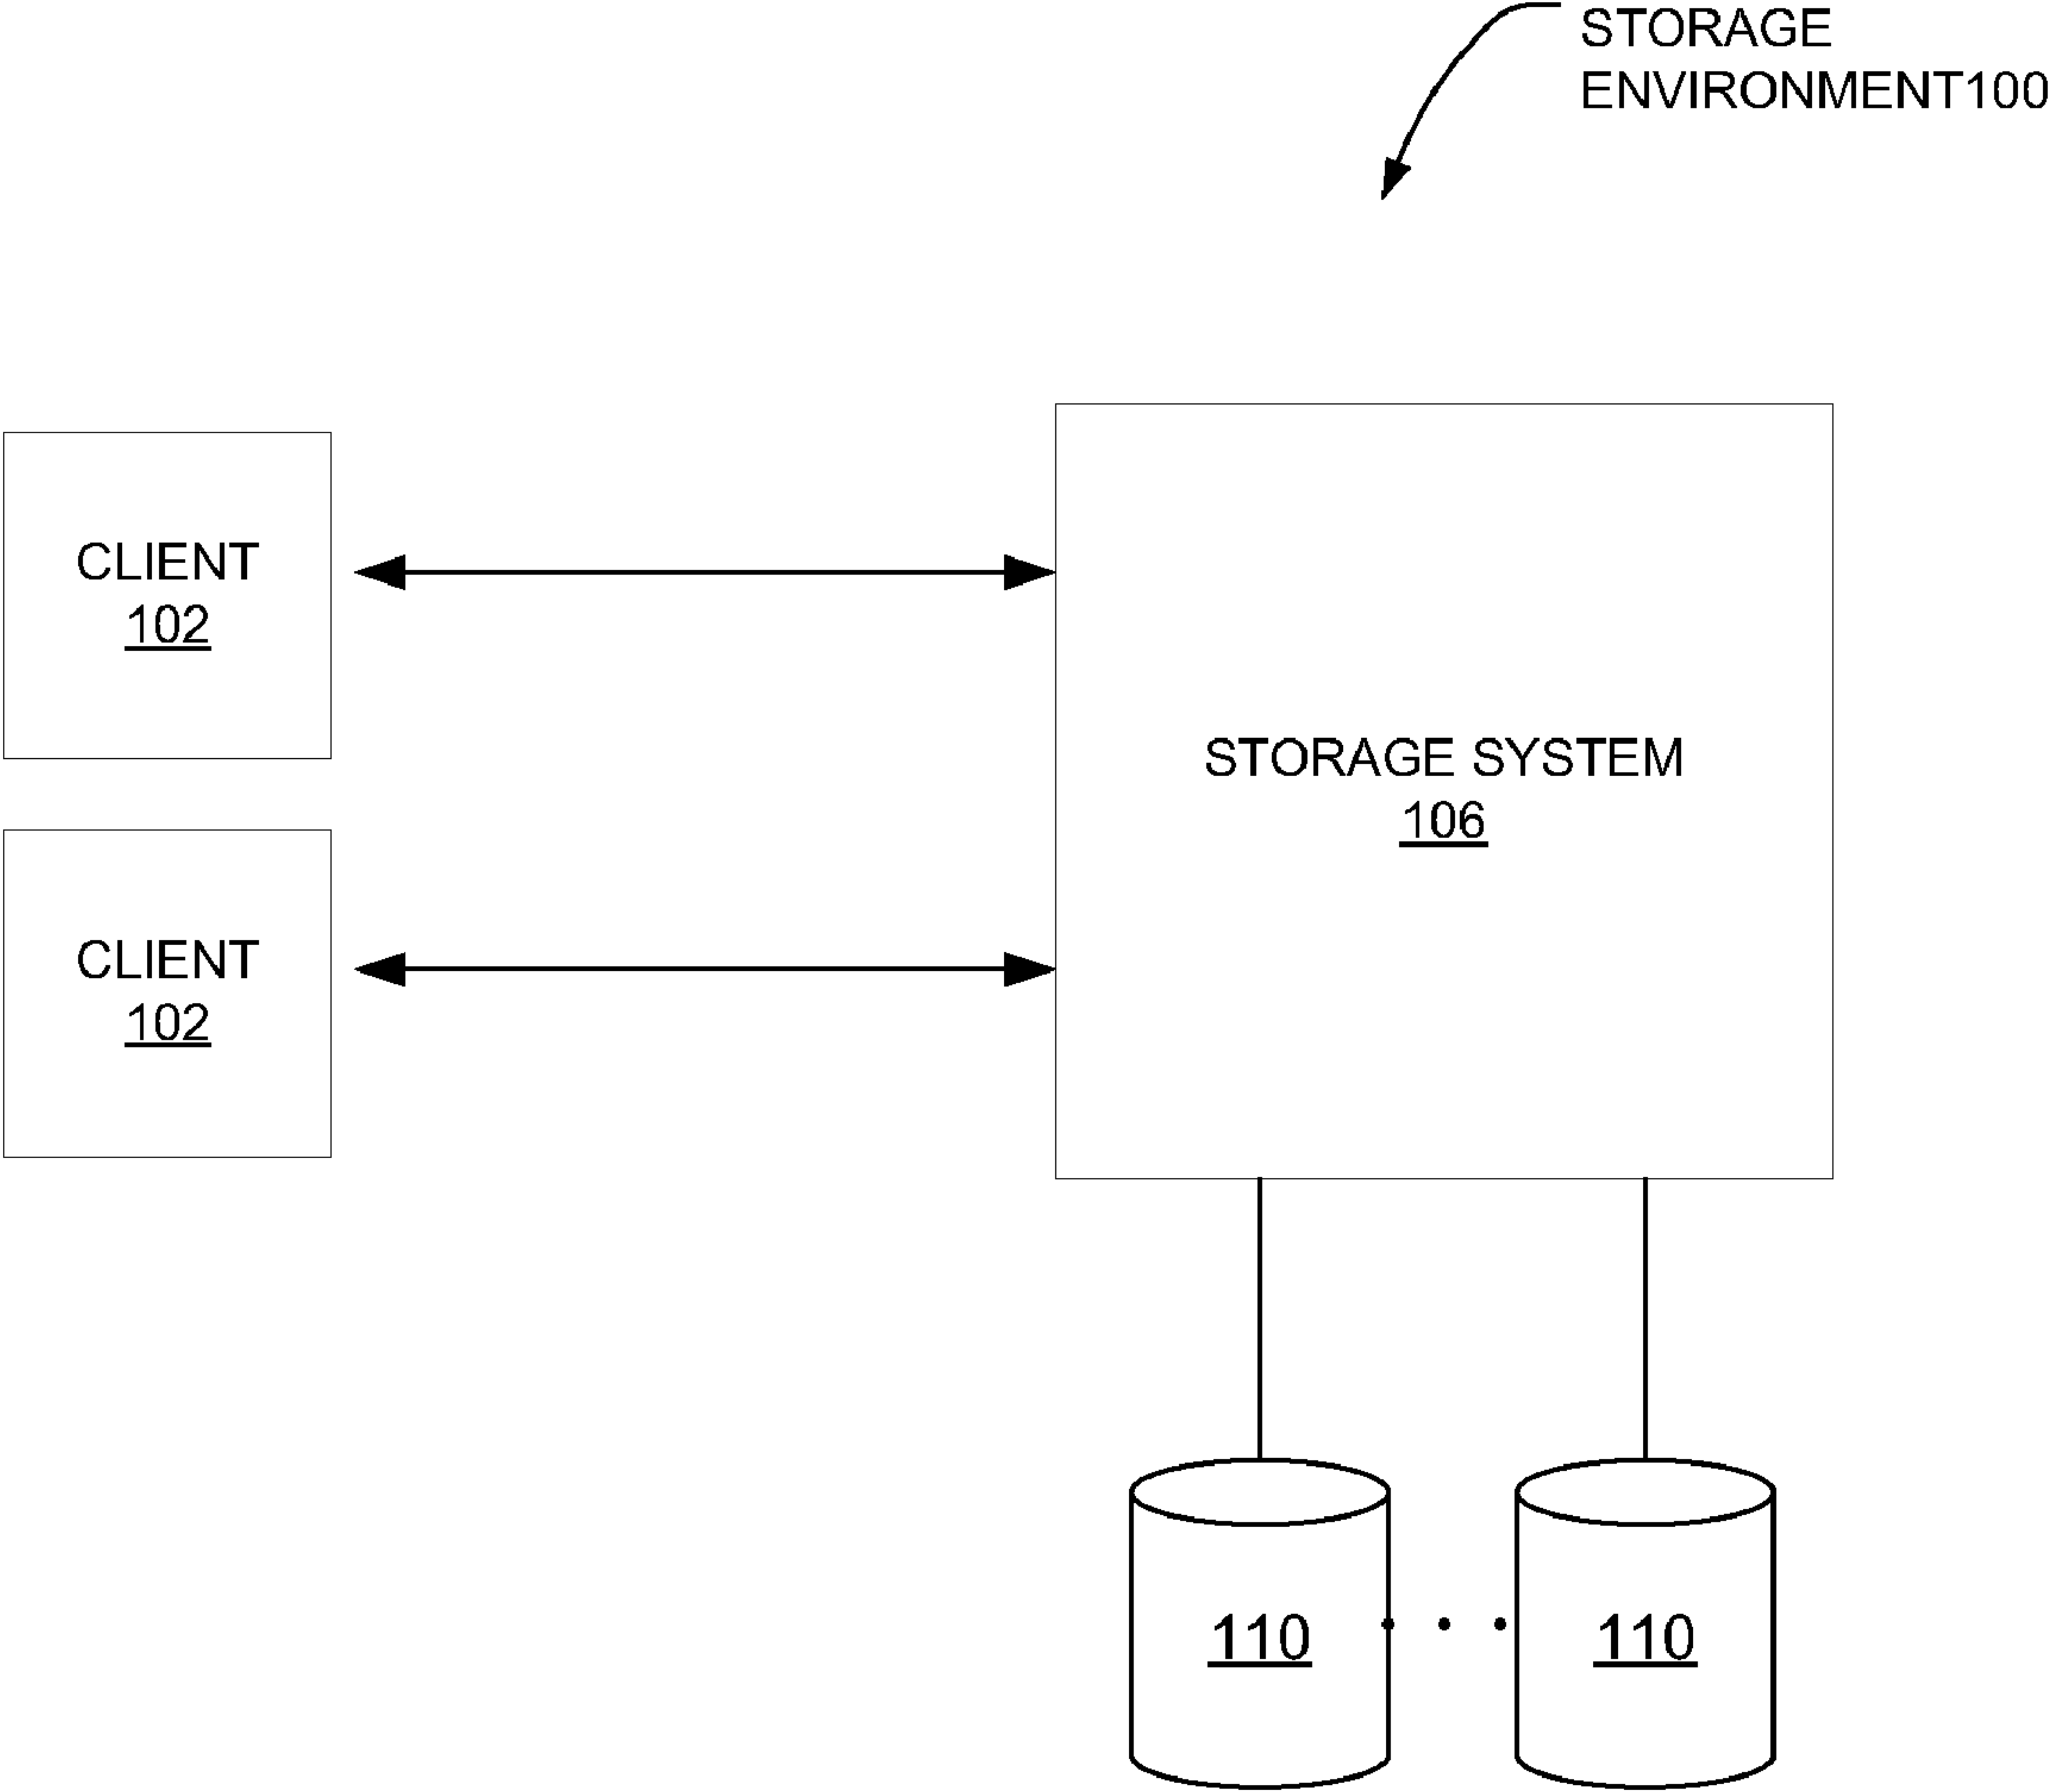 STORAGE
ENVIRONMENT100
CLIENT
102
STORAGE SYSTEM
106
CLIENT
102
110
110